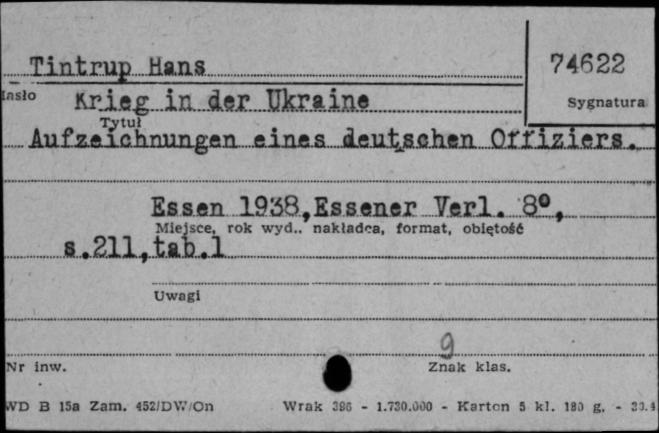 Tintrup Hans
74622
Hasło
Krieg in der Ukraine
Sygnatura
Tytuł
Aufzeichnungen eines deutschen Offiziers.
Essen 1938, Essener Verl. 8°,
Miejsce, rok wyd., nakładca, format, objętość
s.211, tab.1
Uwagi
9
Nr inw.
Znak klas.
WD B 15a Zam. 452/DW/On Wrak 386 - 1.730.000 - Karton 5 kl. 180 g. -